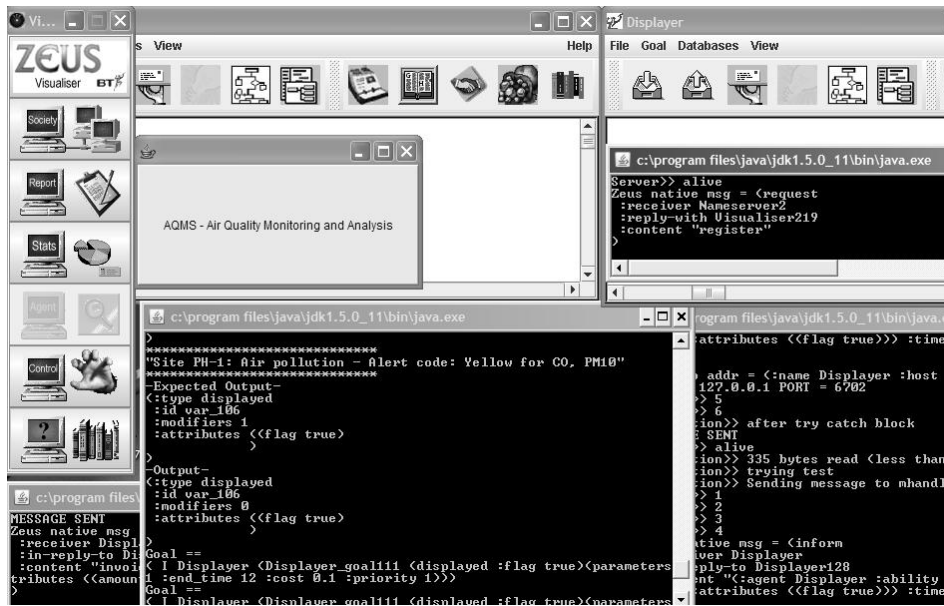 Vi...
ZEUS
Visualiser BT
Society
Report
Stats
Agent
Control
s View Help
AQMS - Air Quality Monitoring and Analysis
Displayer
File Goal Databases View
c:\program files\java\jdk1.5.0_11\bin\java.exe
Server>> alive
Zeus native msg = (request
:receiver Nameserver2
:reply-with Visualiser219
:content "register"
)
c:\program files\java\jdk1.5.0_11\bin\java.exe
)
*****************************
"Site PH-1: Air pollution - Alert code: Yellow for CO, PM10"
*****************************
-Expected Output-
(:type displayed
:id var_106
:modifiers 1
:attributes ((flag true)
)
)
-Output-
(:type displayed
:id var_106
:modifiers 0
:attributes ((flag true)
)
)
Goal ==
( I Displayer (Displayer_goal111 (displayed :flag true)(parameters
1 :end_time 12 :cost 0.1 :priority 1)))
Goal ==
( I Displayer (Displayer_goal111 (displayed :flag true)(parameters
rogram files\java\jdk1.5.0_11\bin\java.e
attributes ((flag true))) :time
addr = (:name Displayer :host
127.0.0.1 PORT = 6702
>> 5
>> 6
ion>> after try catch block
E SENT
>> alive
ion>> 335 bytes read (less than
ion>> trying test
ion>> Sending message to mhandl
>> 1
>> 2
>> 3
>> 4
tive msg = (inform
iver Displayer
eply-to Displayer128
ent "(:agent Displayer :ability
attributes ((flag true))) :time
c:\program files
MESSAGE SENT
Zeus native msg
:receiver Displ
:in-reply-to Di
:content "invoi
tributes ((amoun
)